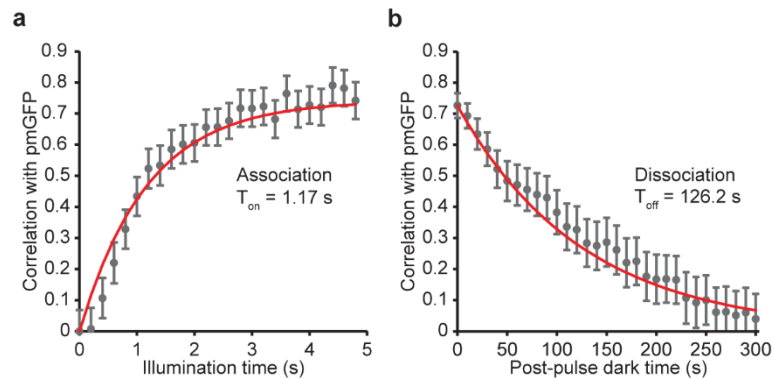 a
Correlation with pmGFP
0.9
0.8
0.7
0.6
0.5
0.4
0.3
0.2
0.1
0
Association
T_on = 1.17 s
0 1 2 3 4 5
Illumination time (s)
b
Correlation with pmGFP
0.9
0.8
0.7
0.6
0.5
0.4
0.3
0.2
0.1
0
Dissociation
T_off = 126.2 s
0 50 100 150 200 250 300
Post-pulse dark time (s)